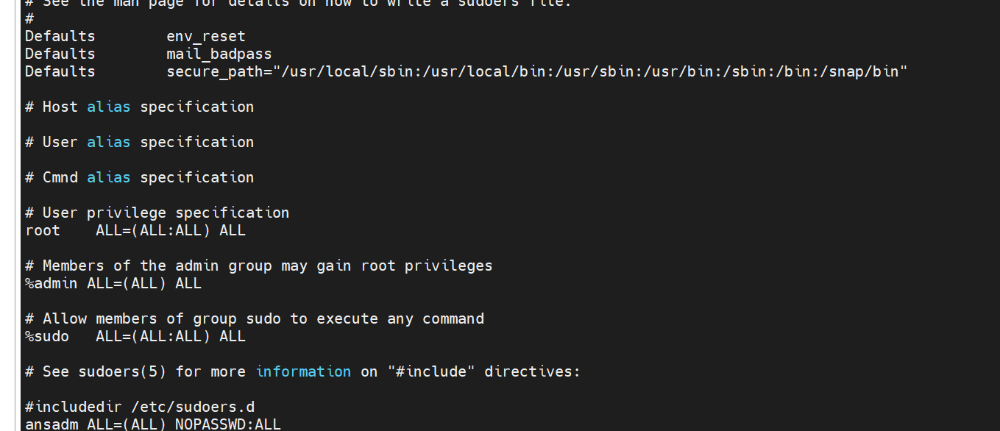 # See the man page for details on how to write a sudoers file.
#
Defaults        env_reset
Defaults        mail_badpass
Defaults        secure_path="/usr/local/sbin:/usr/local/bin:/usr/sbin:/usr/bin:/sbin:/bin:/snap/bin"
# Host alias specification
# User alias specification
# Cmnd alias specification
# User privilege specification
root    ALL=(ALL:ALL) ALL
# Members of the admin group may gain root privileges
%admin ALL=(ALL) ALL
# Allow members of group sudo to execute any command
%sudo   ALL=(ALL:ALL) ALL
# See sudoers(5) for more information on "#include" directives:
#includedir /etc/sudoers.d
ansadm ALL=(ALL) NOPASSWD:ALL